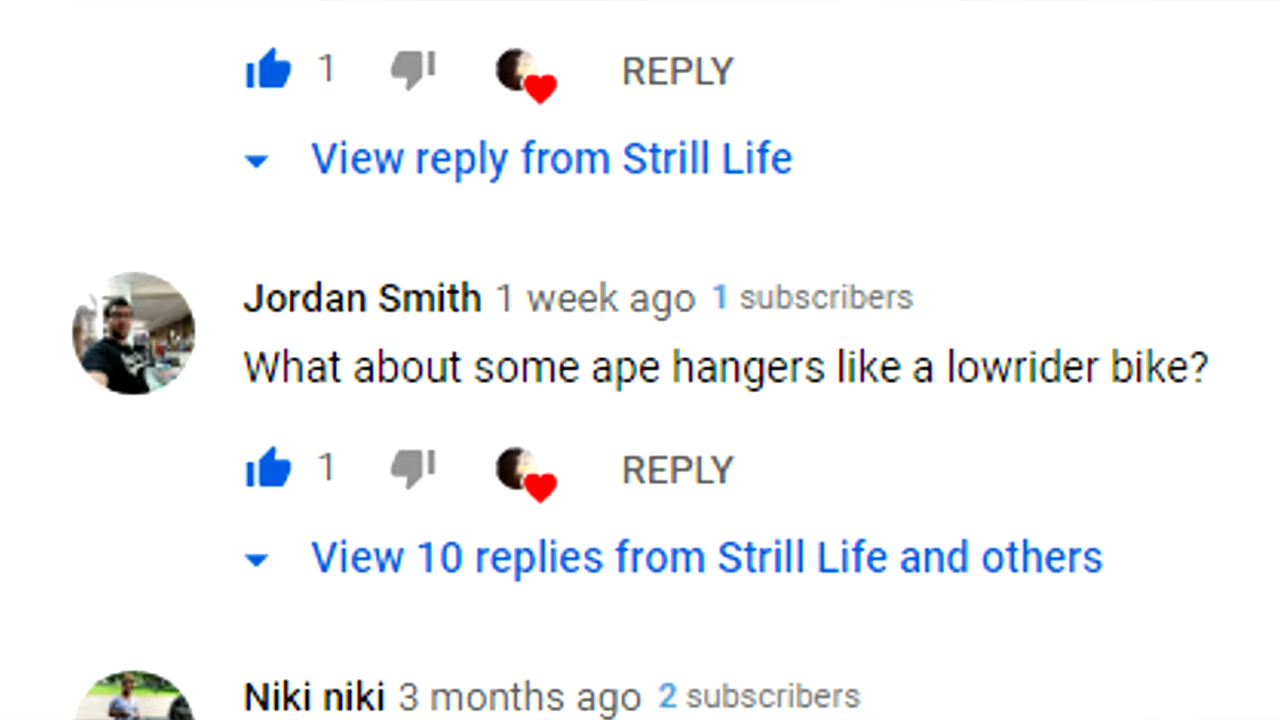 1 REPLY
View reply from Strill Life
Jordan Smith 1 week ago 1 subscribers
What about some ape hangers like a lowrider bike?
1 REPLY
View 10 replies from Strill Life and others
Niki niki 3 months ago 2 subscribers